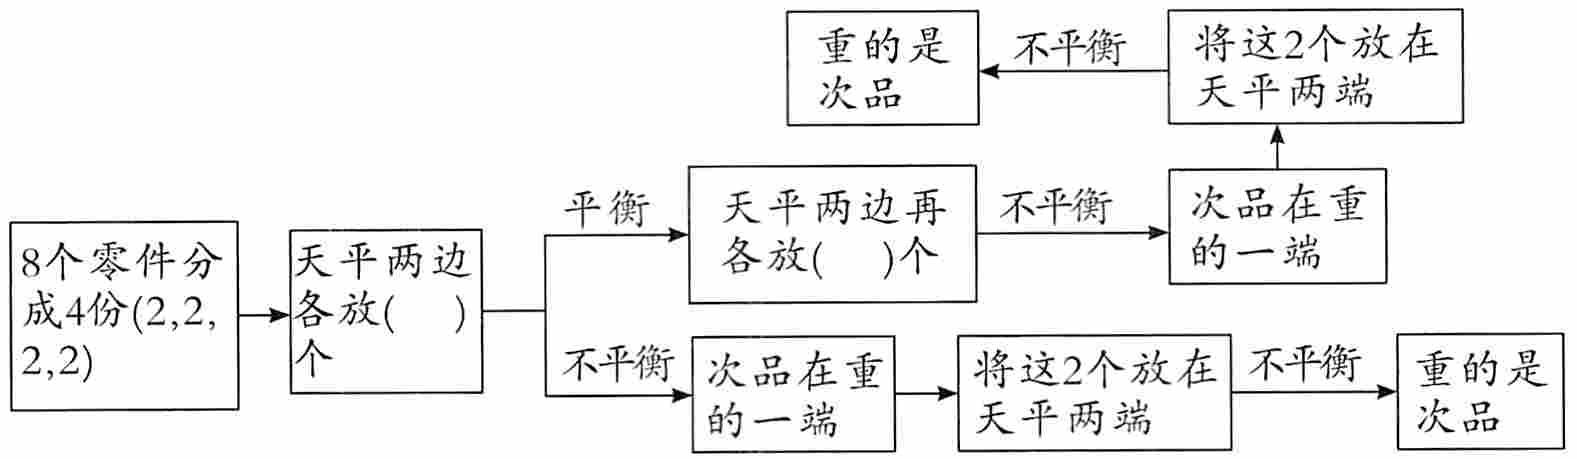 8个零件分
成4份(2,2,
2,2)
天平两边
各放(　)
个
平衡
天平两边再
各放(　)个
不平衡
次品在重
的一端
将这2个放在
天平两端
不平衡
重的是
次品
不平衡
次品在重
的一端
将这2个放在
天平两端
不平衡
重的是
次品